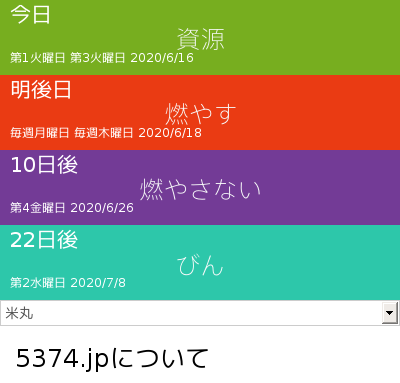 今日
資源
第1火曜日 第3火曜日 2020/6/16
明後日
燃やす
毎週月曜日 毎週木曜日 2020/6/18
10日後
燃やさない
第4金曜日 2020/6/26
22日後
びん
第2水曜日 2020/7/8
米丸
5374.jpについて